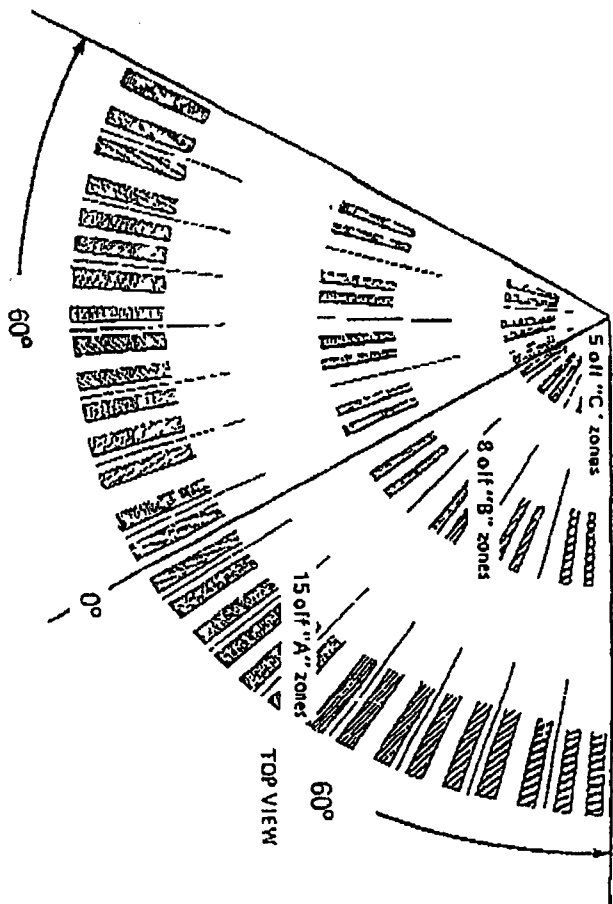 5 off "C" zones
8 off "B" zones
15 off "A" zones
TOP VIEW
60°
0°
60°